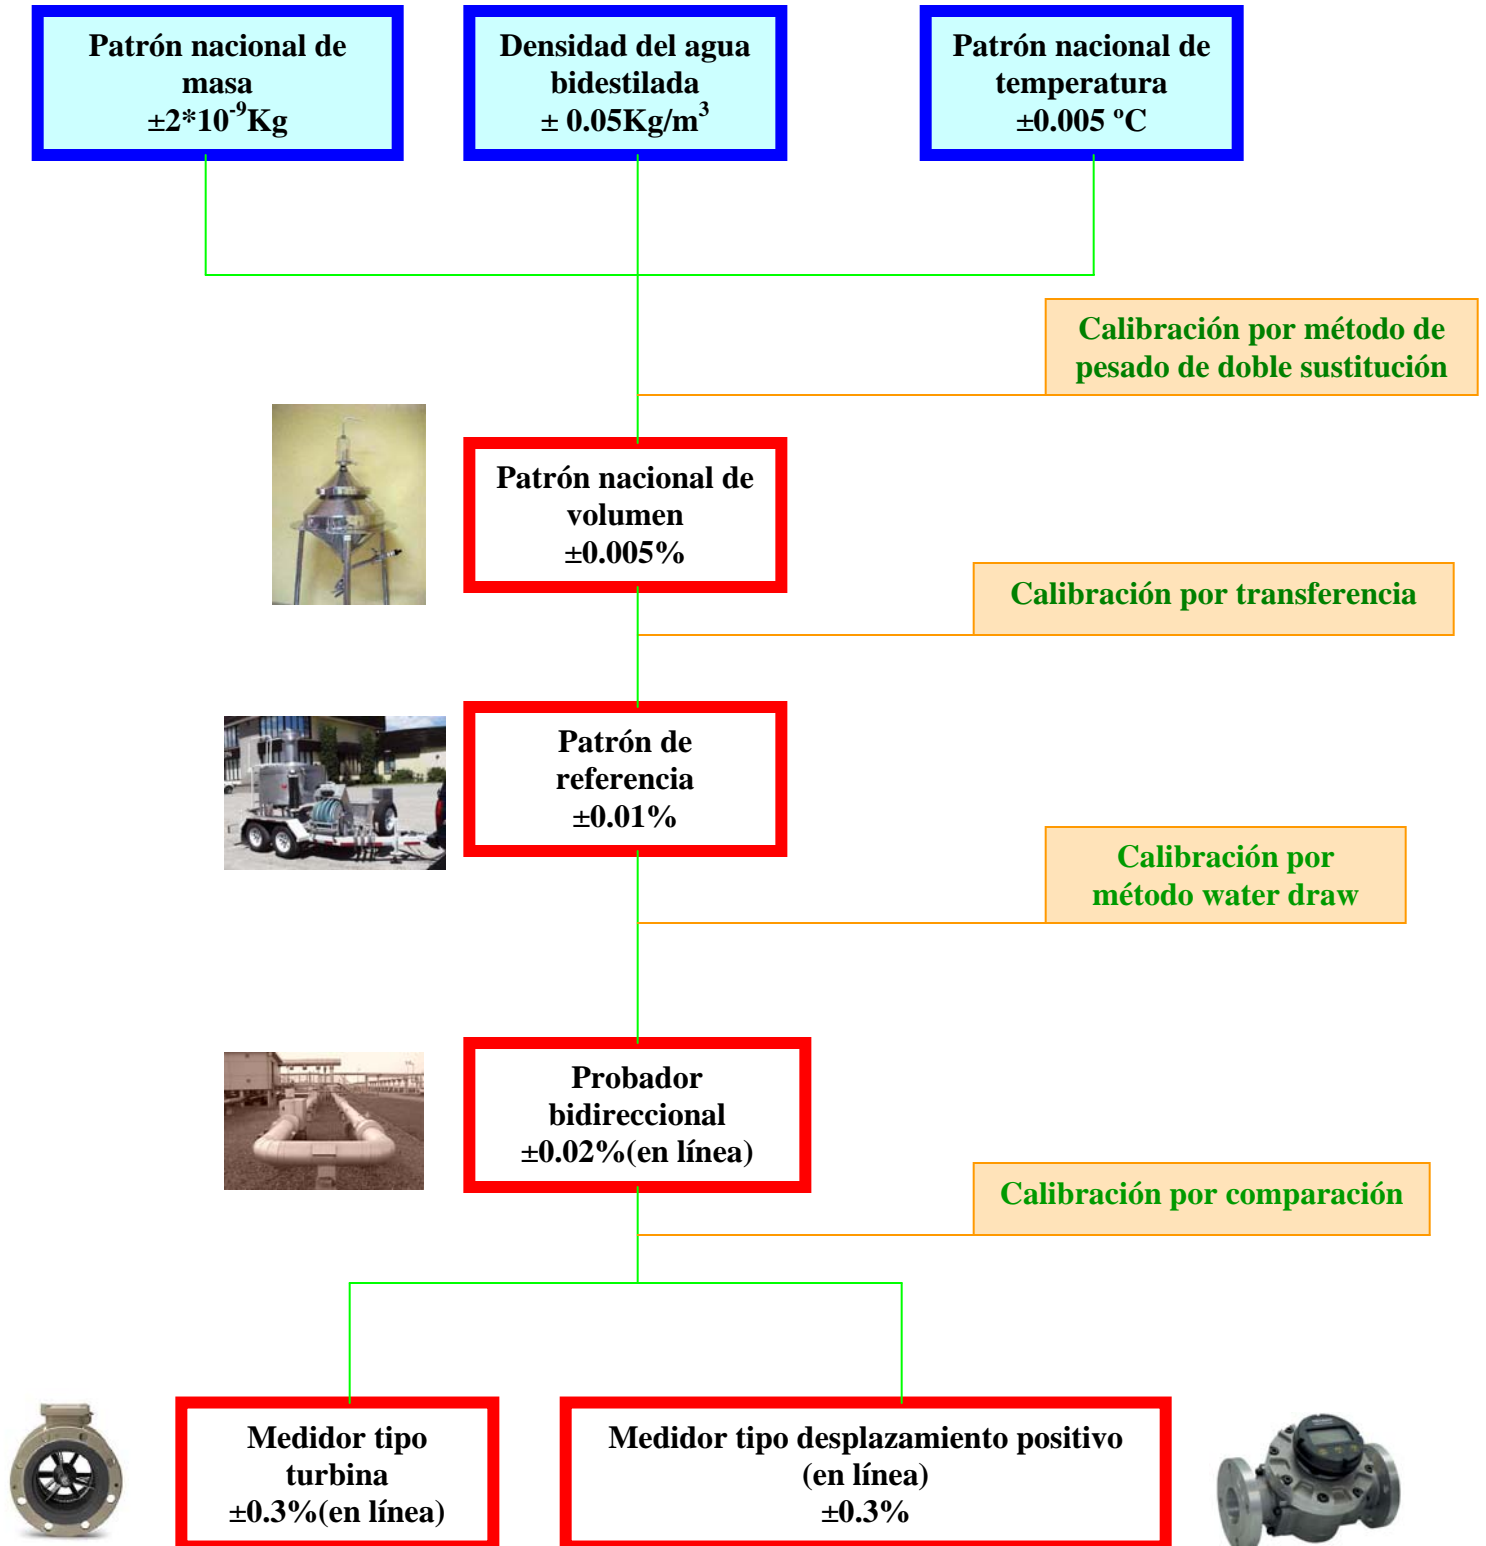 Patrón nacional de
masa
±2*10⁻⁹Kg
Densidad del agua
bidestilada
± 0.05Kg/m³
Patrón nacional de
temperatura
±0.005 ºC
Calibración por método de
pesado de doble sustitución
Patrón nacional de
volumen
±0.005%
Calibración por transferencia
Patrón de
referencia
±0.01%
Calibración por
método water draw
Probador
bidireccional
±0.02%(en línea)
Calibración por comparación
Medidor tipo
turbina
±0.3%(en línea)
Medidor tipo desplazamiento positivo
(en línea)
±0.3%